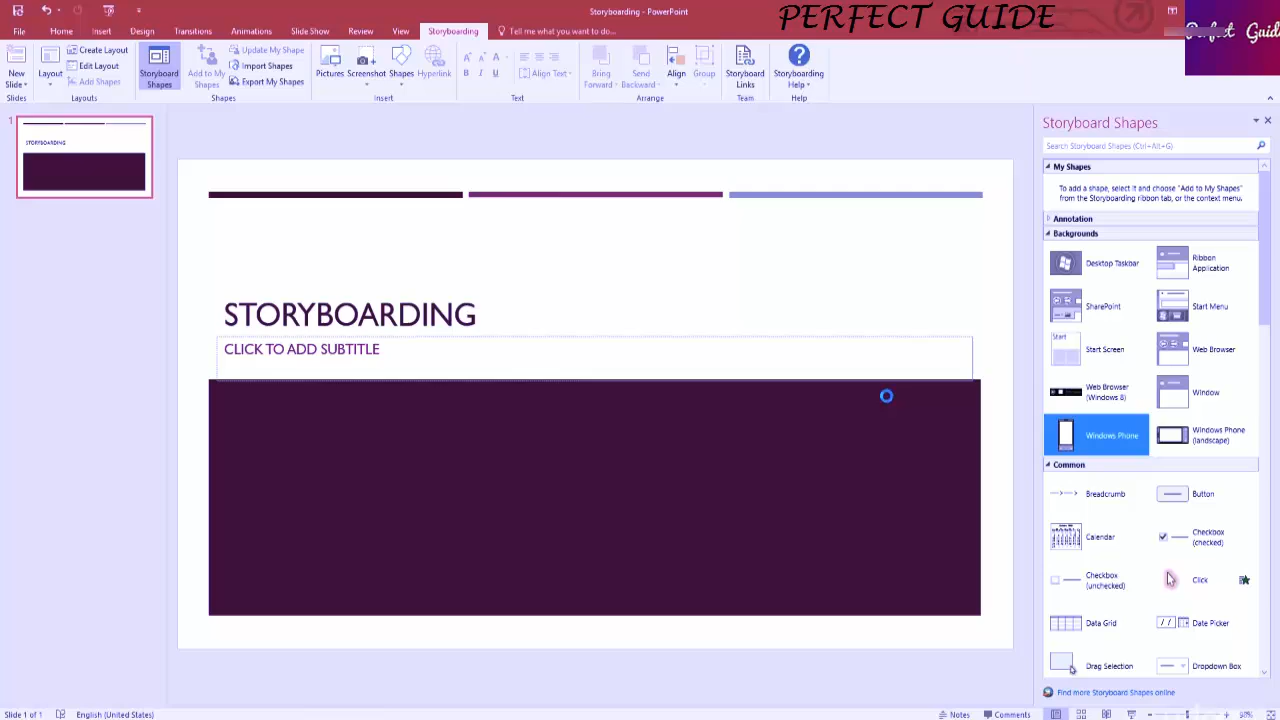 Storyboarding - PowerPoint
PERFECT GUIDE
Perfect Guide
File Home Insert Design Transitions Animations Slide Show Review View Storyboarding Tell me what you want to do...
New Slide
Slides
Layout
Create Layout
Edit Layout
Add Shapes
Layouts
Storyboard Shapes
Add to My Shapes
Update My Shape
Import Shapes
Export My Shapes
Shapes
Pictures Screenshot Shapes Hyperlink
Insert
B I U
Align Text
Text
Bring Forward
Send Backward
Align
Group
Arrange
Storyboard Links
Team
Storyboarding Help
Help
1
STORYBOARDING
STORYBOARDING
CLICK TO ADD SUBTITLE
Storyboard Shapes
Search Storyboard Shapes (Ctrl+Alt+G)
My Shapes
To add a shape, select it and choose "Add to My Shapes"
from the Storyboarding ribbon tab, or the context menu.
Annotation
Backgrounds
Desktop Taskbar
Ribbon Application
SharePoint
Start Menu
Start
Start Screen
Web Browser
Web Browser (Windows 8)
Window
Windows Phone
Windows Phone (landscape)
Common
Breadcrumb
Button
Calendar
Checkbox (checked)
Checkbox (unchecked)
Click
Data Grid
Date Picker
Drag Selection
Dropdown Box
Find more Storyboard Shapes online
Slide 1 of 1 English (United States) Notes Comments